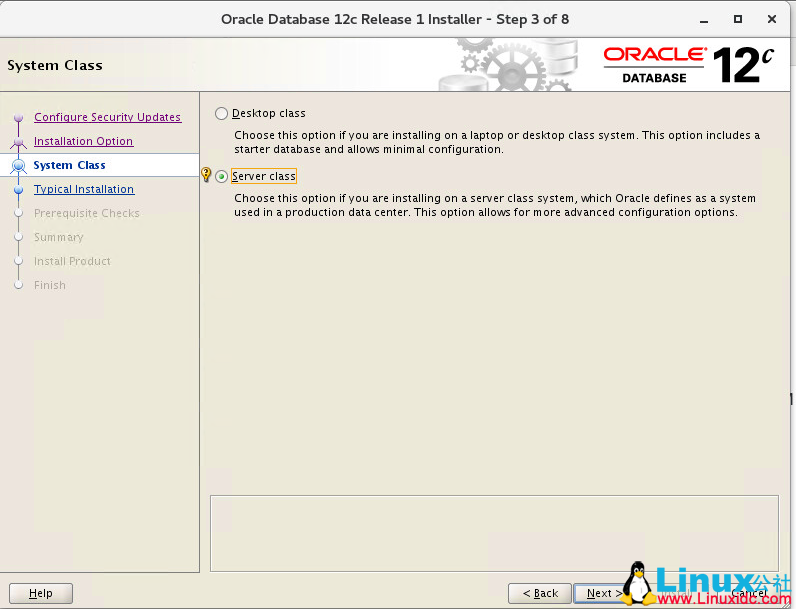 Oracle Database 12c Release 1 Installer - Step 3 of 8
System Class
ORACLE®
DATABASE
12c
Configure Security Updates
Installation Option
System Class
Typical Installation
Prerequisite Checks
Summary
Install Product
Finish
Desktop class
Choose this option if you are installing on a laptop or desktop class system. This option includes a
starter database and allows minimal configuration.
Server class
Choose this option if you are installing on a server class system, which Oracle defines as a system
used in a production data center. This option allows for more advanced configuration options.
Help
< Back
Next >
Cancel
Linux公社
www.Linuxidc.com